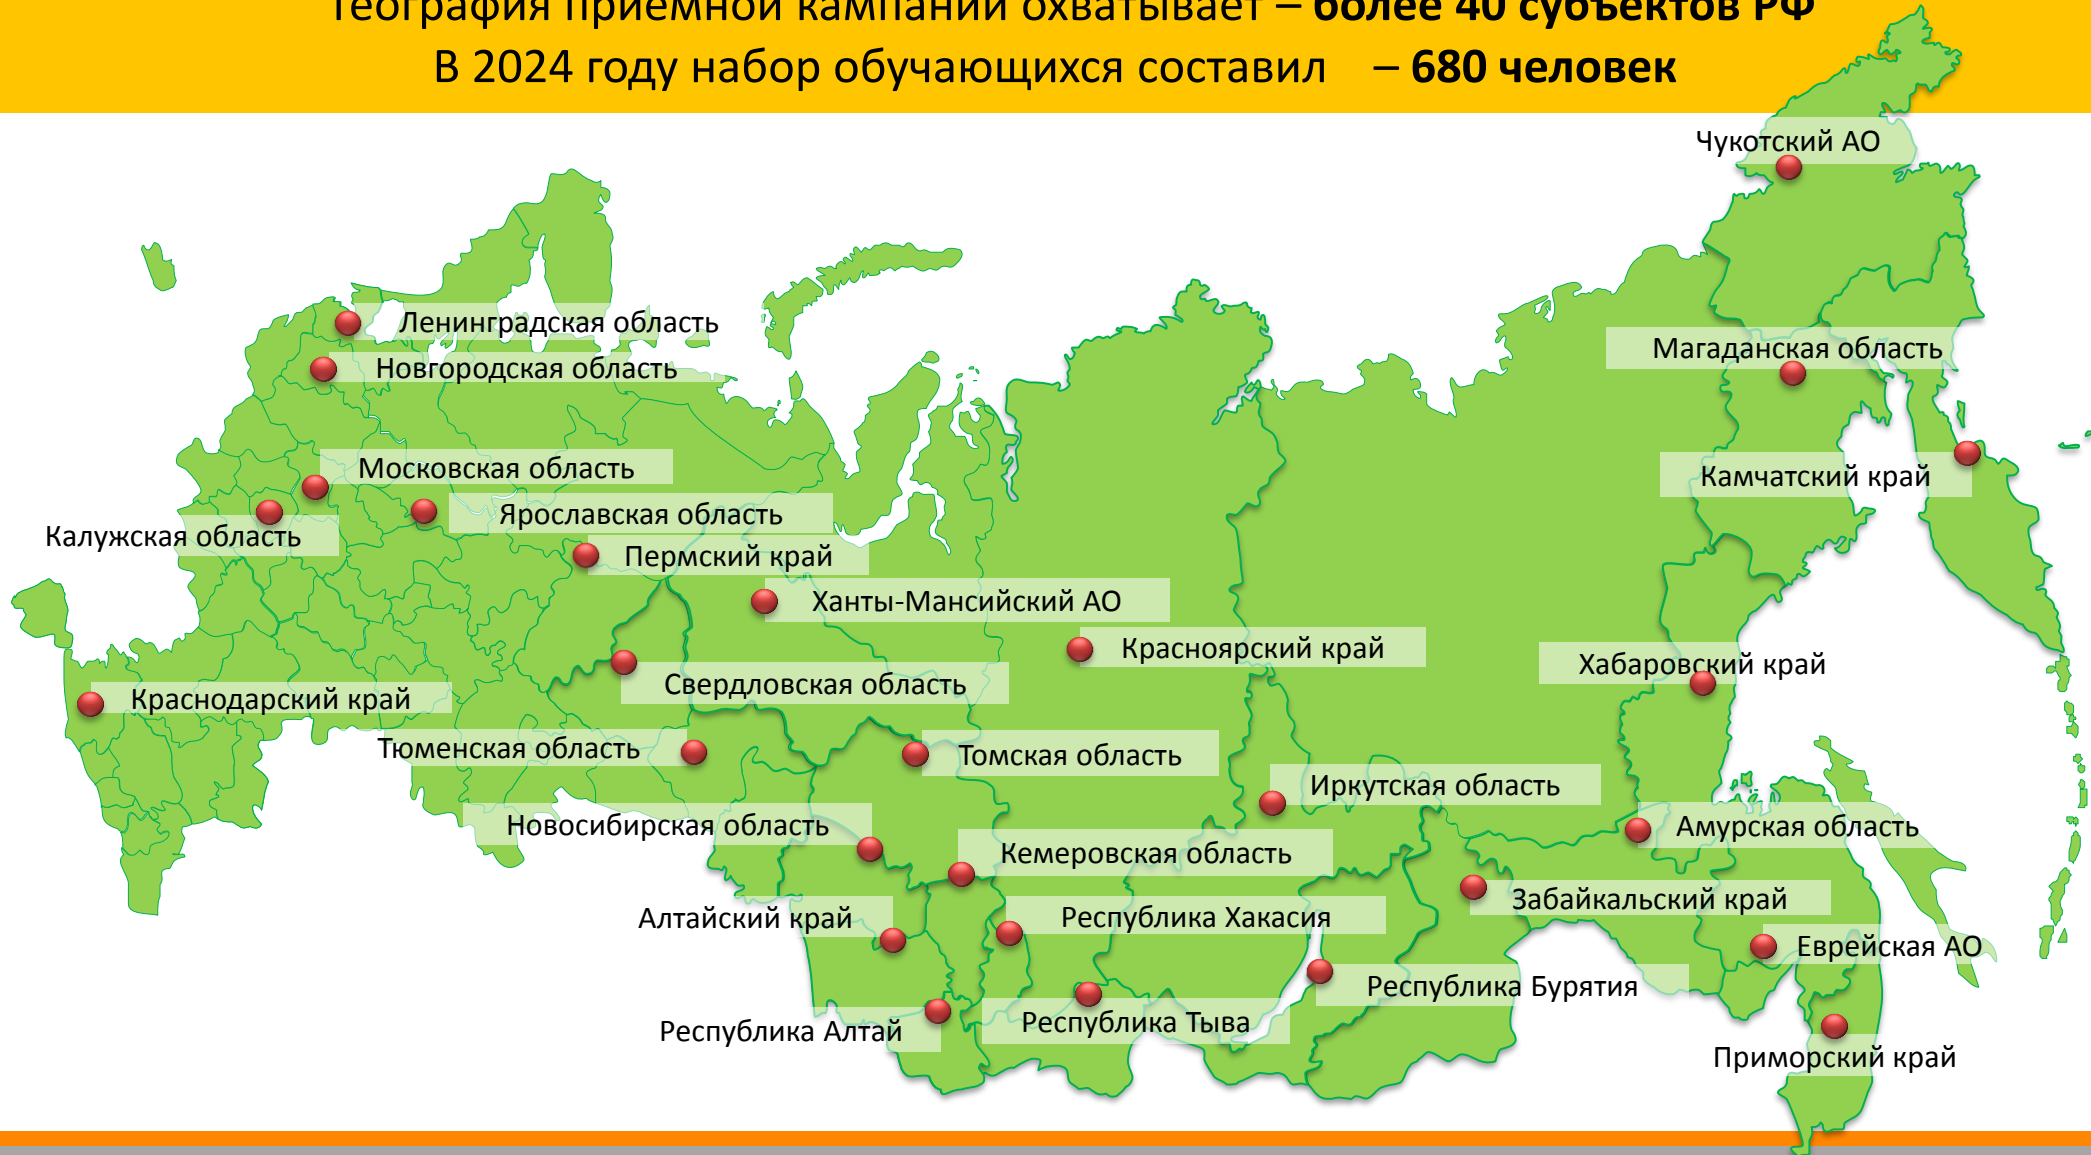 География приемной кампании охватывает – более 40 субъектов РФ
В 2024 году набор обучающихся составил – 680 человек
Чукотский АО
Ленинградская область
Магаданская область
Новгородская область
Московская область
Камчатский край
Ярославская область
Калужская область
Пермский край
Ханты-Мансийский АО
Красноярский край
Хабаровский край
Свердловская область
Краснодарский край
Тюменская область
Томская область
Иркутская область
Новосибирская область
Амурская область
Кемеровская область
Забайкальский край
Алтайский край
Республика Хакасия
Еврейская АО
Республика Бурятия
Республика Тыва
Республика Алтай
Приморский край